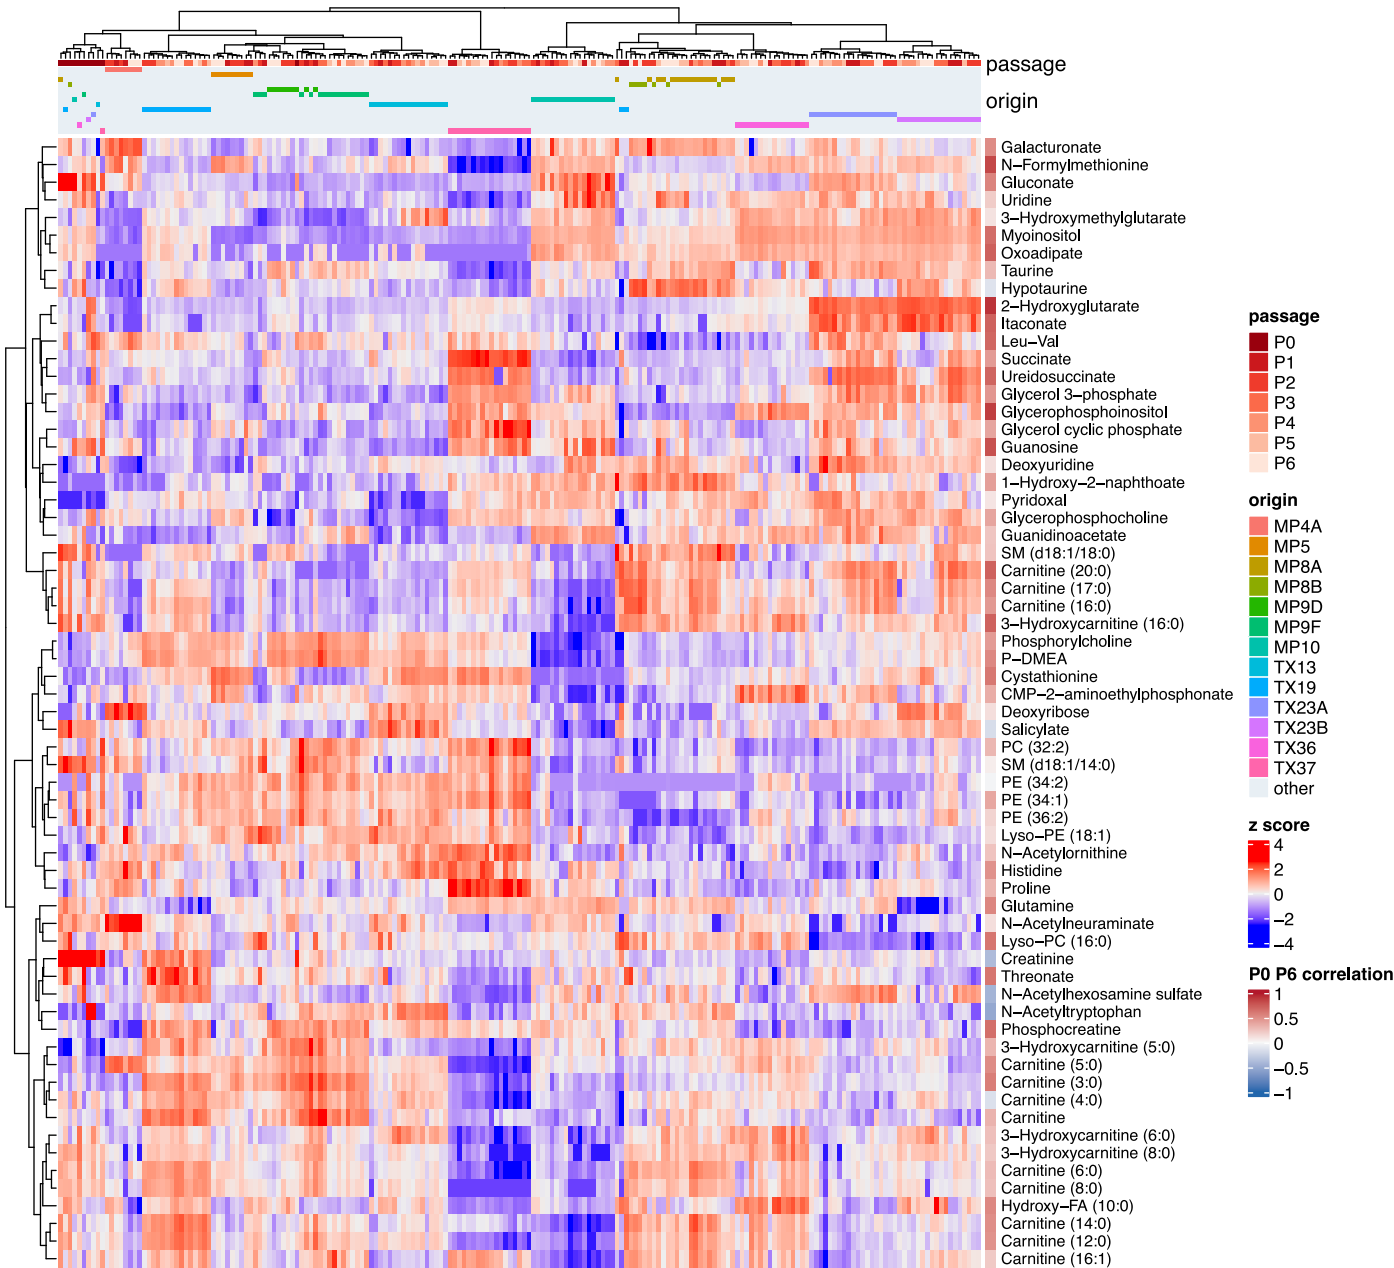 passage
origin
Galacturonate
N−Formylmethionine
Gluconate
Uridine
3−Hydroxymethylglutarate
Myoinositol
Oxoadipate
Taurine
Hypotaurine
2−Hydroxyglutarate
Itaconate
Leu−Val
Succinate
Ureidosuccinate
Glycerol 3−phosphate
Glycerophosphoinositol
Glycerol cyclic phosphate
Guanosine
Deoxyuridine
1−Hydroxy−2−naphthoate
Pyridoxal
Glycerophosphocholine
Guanidinoacetate
SM (d18:1/18:0)
Carnitine (20:0)
Carnitine (17:0)
Carnitine (16:0)
3−Hydroxycarnitine (16:0)
Phosphorylcholine
P−DMEA
Cystathionine
CMP−2−aminoethylphosphonate
Deoxyribose
Salicylate
PC (32:2)
SM (d18:1/14:0)
PE (34:2)
PE (34:1)
PE (36:2)
Lyso−PE (18:1)
N−Acetylornithine
Histidine
Proline
Glutamine
N−Acetylneuraminate
Lyso−PC (16:0)
Creatinine
Threonate
N−Acetylhexosamine sulfate
N−Acetyltryptophan
Phosphocreatine
3−Hydroxycarnitine (5:0)
Carnitine (5:0)
Carnitine (3:0)
Carnitine (4:0)
Carnitine
3−Hydroxycarnitine (6:0)
3−Hydroxycarnitine (8:0)
Carnitine (6:0)
Carnitine (8:0)
Hydroxy−FA (10:0)
Carnitine (14:0)
Carnitine (12:0)
Carnitine (16:1)
passage
P0
P1
P2
P3
P4
P5
P6
origin
MP4A
MP5
MP8A
MP8B
MP9D
MP9F
MP10
TX13
TX19
TX23A
TX23B
TX36
TX37
other
z score
4
2
0
−2
−4
P0 P6 correlation
1
0.5
0
−0.5
−1